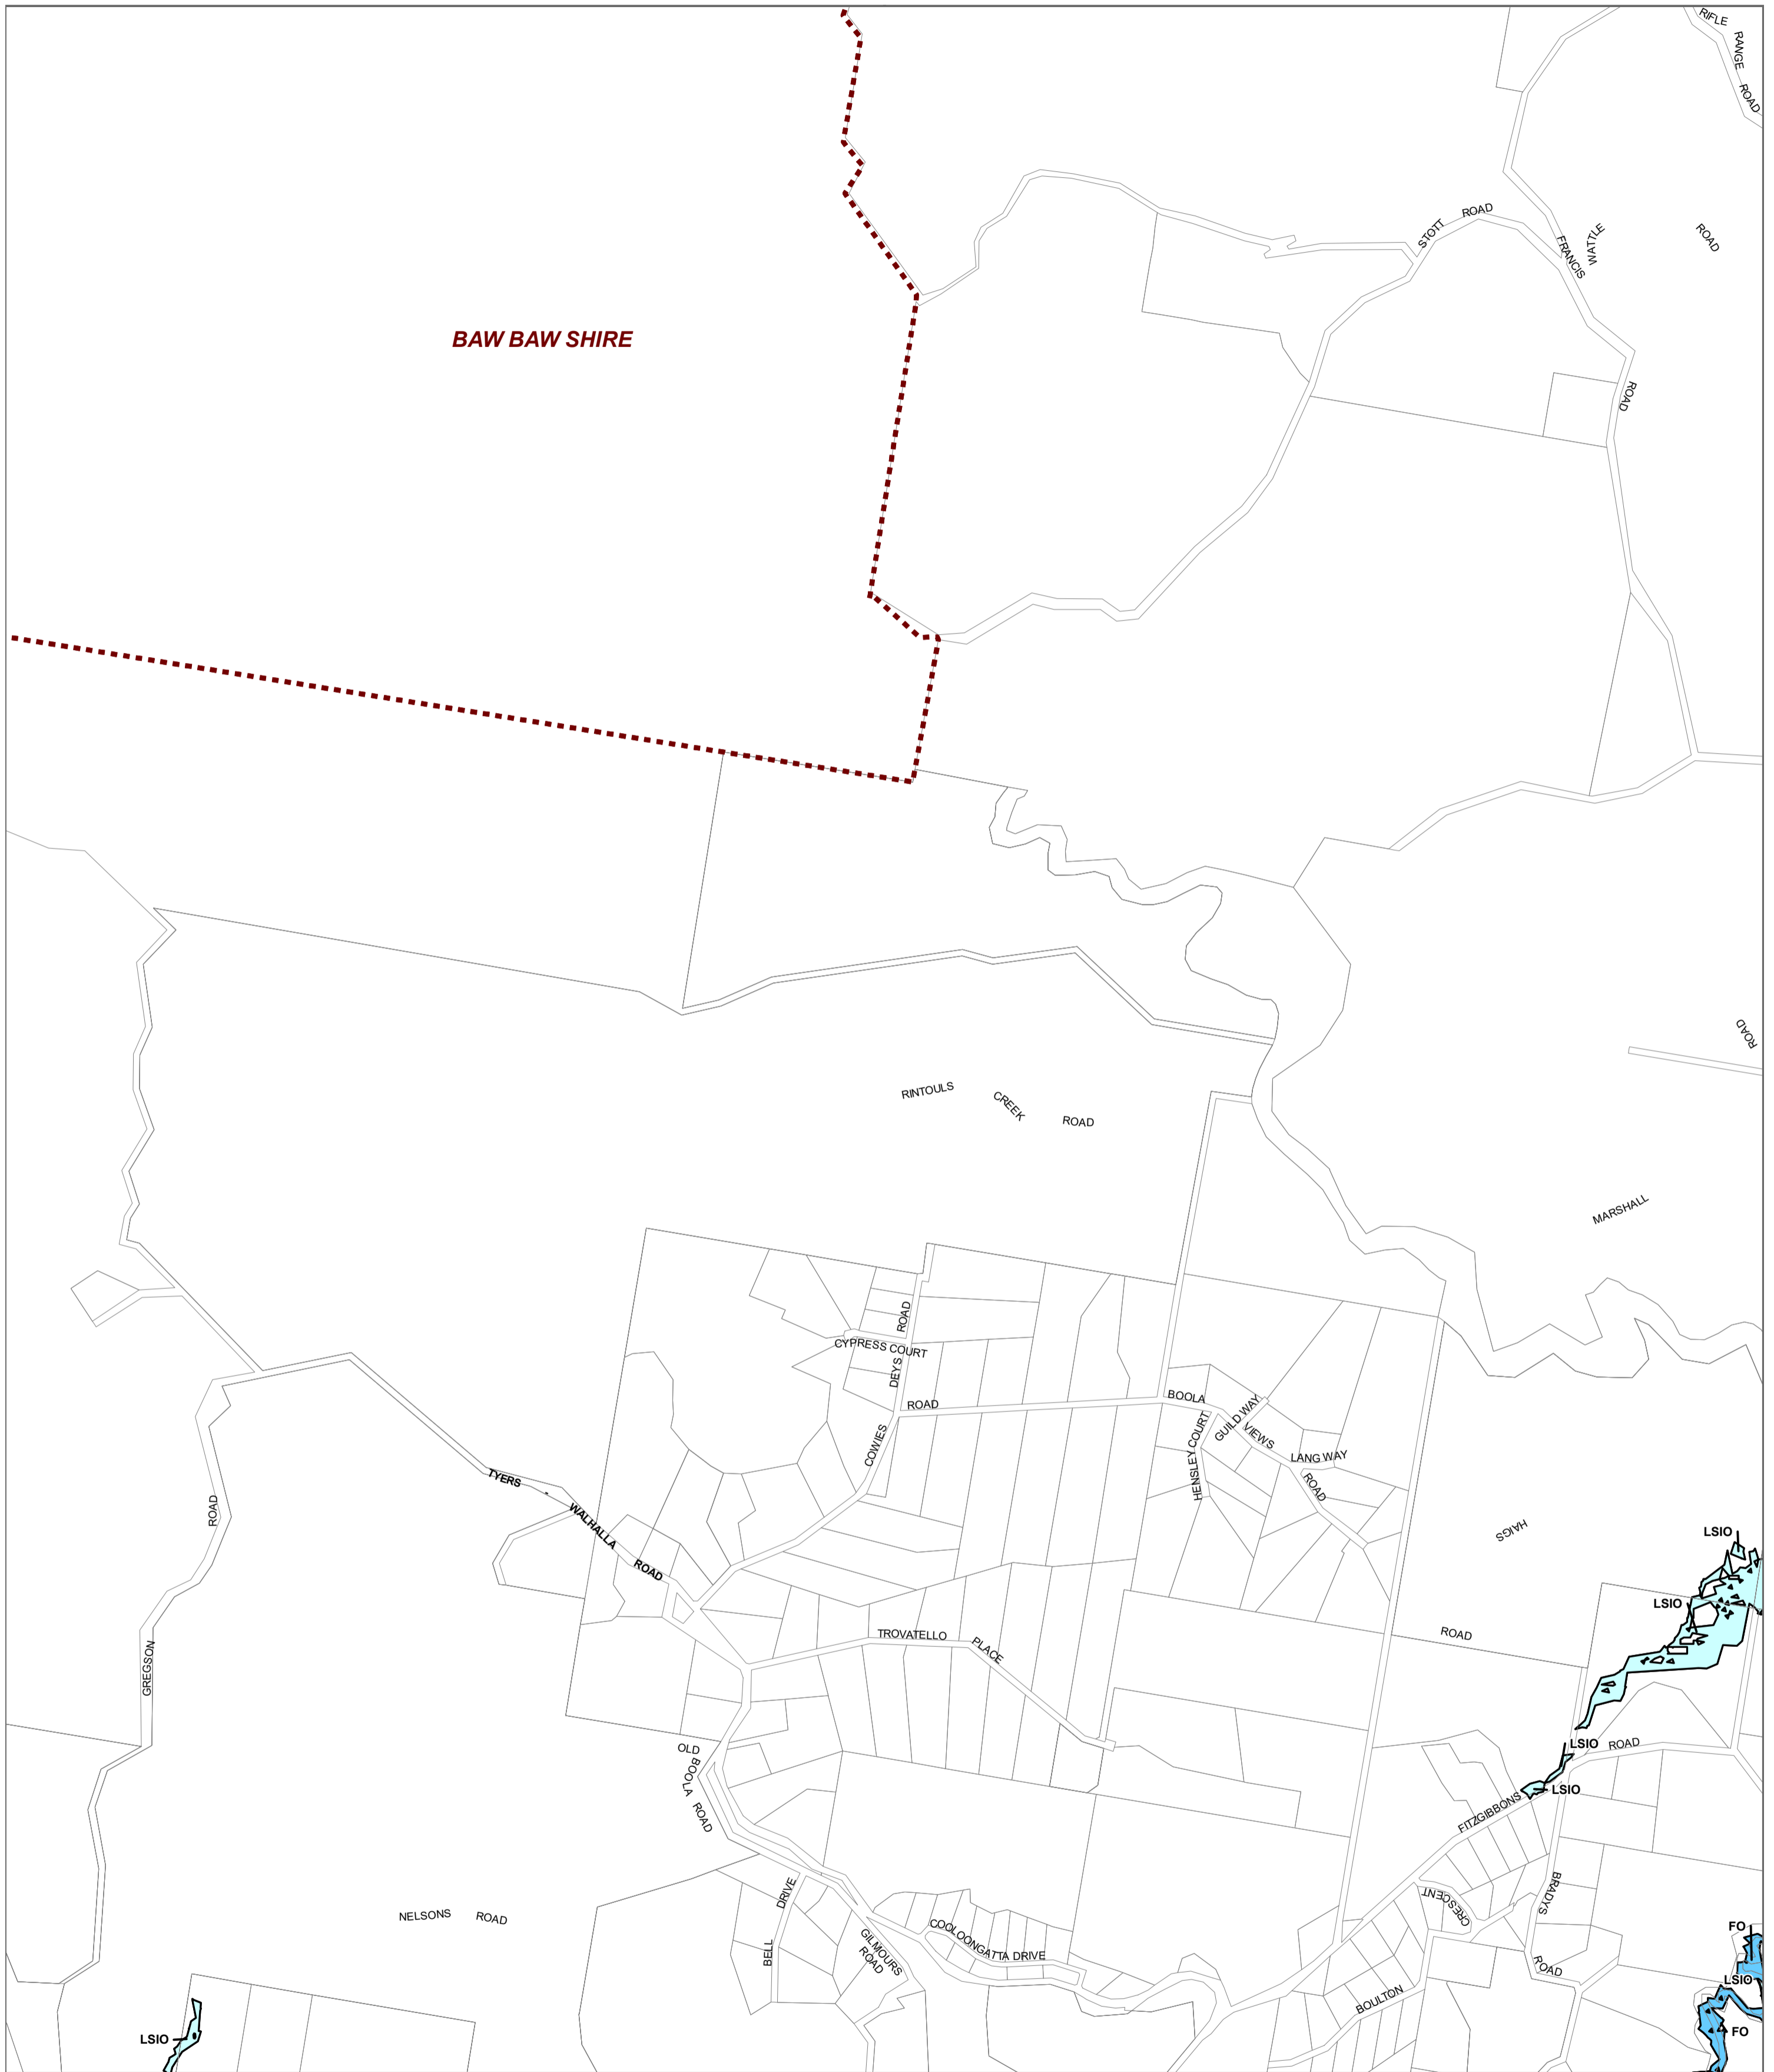 RIFLE
RANGE
ROAD
STOTT
ROAD
FRANCIS
WATTLE
ROAD
ROAD
BAW BAW SHIRE
ROAD
RINTOULS
CREEK
ROAD
MARSHALL
ROAD
CYPRESS COURT
DEYS
COWIES
ROAD
BOOLA
GUILD WAY
VIEWS
HENSLEY COURT
LANG WAY
ROAD
TYERS
-
WALHALLA
ROAD
ROAD
GREGSON
HAIGS
ROAD
LSIO
LSIO
TROVATELLO
PLACE
OLD
BOOLA
ROAD
LSIO
ROAD
LSIO
FITZGIBBONS
BRADYS
CRESCENT
ROAD
NELSONS
ROAD
DRIVE
BELL
GILMOURS
ROAD
COOLOONGATTA DRIVE
BOULTON
FO
LSIO
FO
LSIO